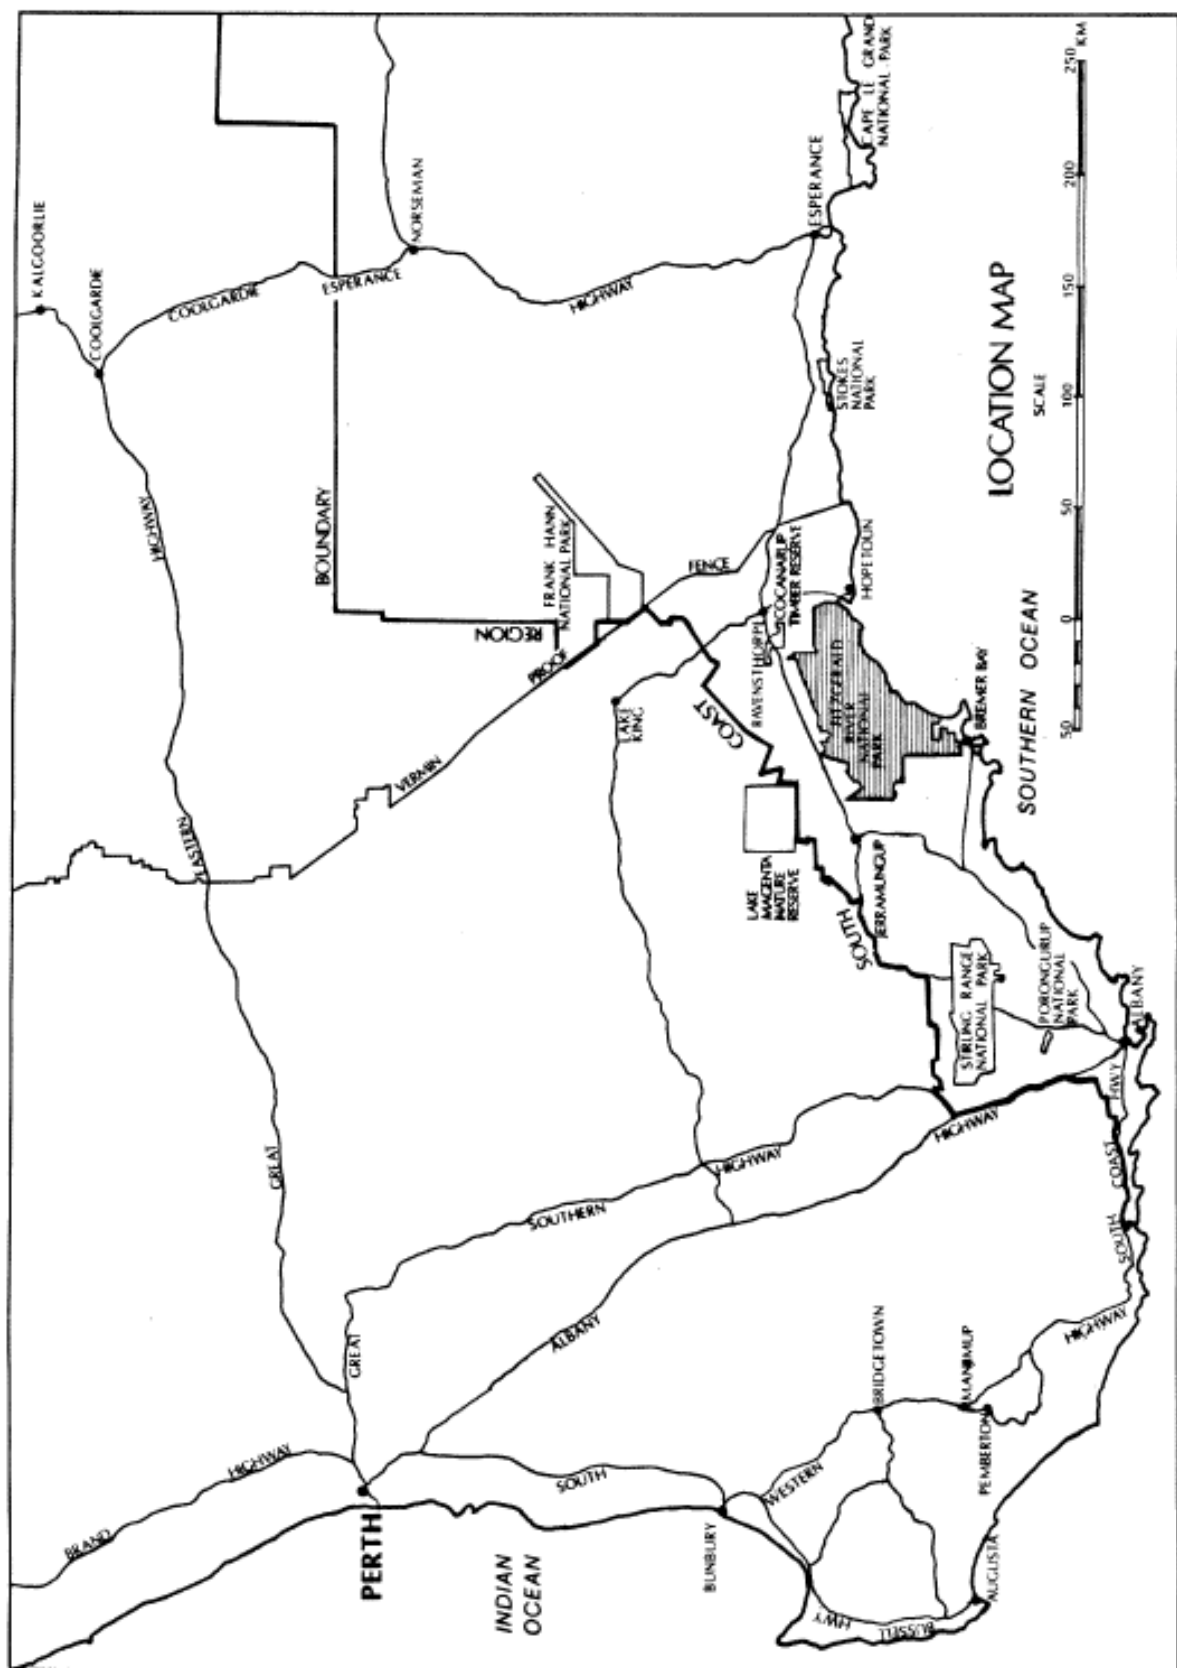 KALGOORLIE
COOLGARDIE
COOLGARDIE
ESPERANCE
HIGHWAY
NORSEMAN
ESPERANCE
CAPE LE GRAND
NATIONAL PARK
EASTERN
HIGHWAY
GREAT
BOUNDARY
REGION
FRANK HANN
NATIONAL PARK
VERMIN
PROOF
FENCE
LAKE
KING
COAST
SOUTH
RAVENSTHORPE
COCANARUP
TIMBER RESERVE
HOPETOUN
STOKES
NATIONAL
PARK
FITZGERALD
RIVER
NATIONAL
PARK
BREMER BAY
LAKE
MAGENTA
NATURE
RESERVE
JERRAMUNGUP
STIRLING RANGE
NATIONAL PARK
PORONGURUP
NATIONAL
PARK
ALBANY
SOUTHERN OCEAN
LOCATION MAP
SCALE
50
0
50
100
150
200
250
KM
BRAND
HIGHWAY
PERTH
INDIAN
OCEAN
GREAT
SOUTHERN
HIGHWAY
ALBANY
HIGHWAY
SOUTH
WESTERN
HIGHWAY
BUNBURY
BRIDGETOWN
MANJIMUP
PEMBERTON
AUGUSTA
BUSSELL
HWY
SOUTH
COAST
HWY